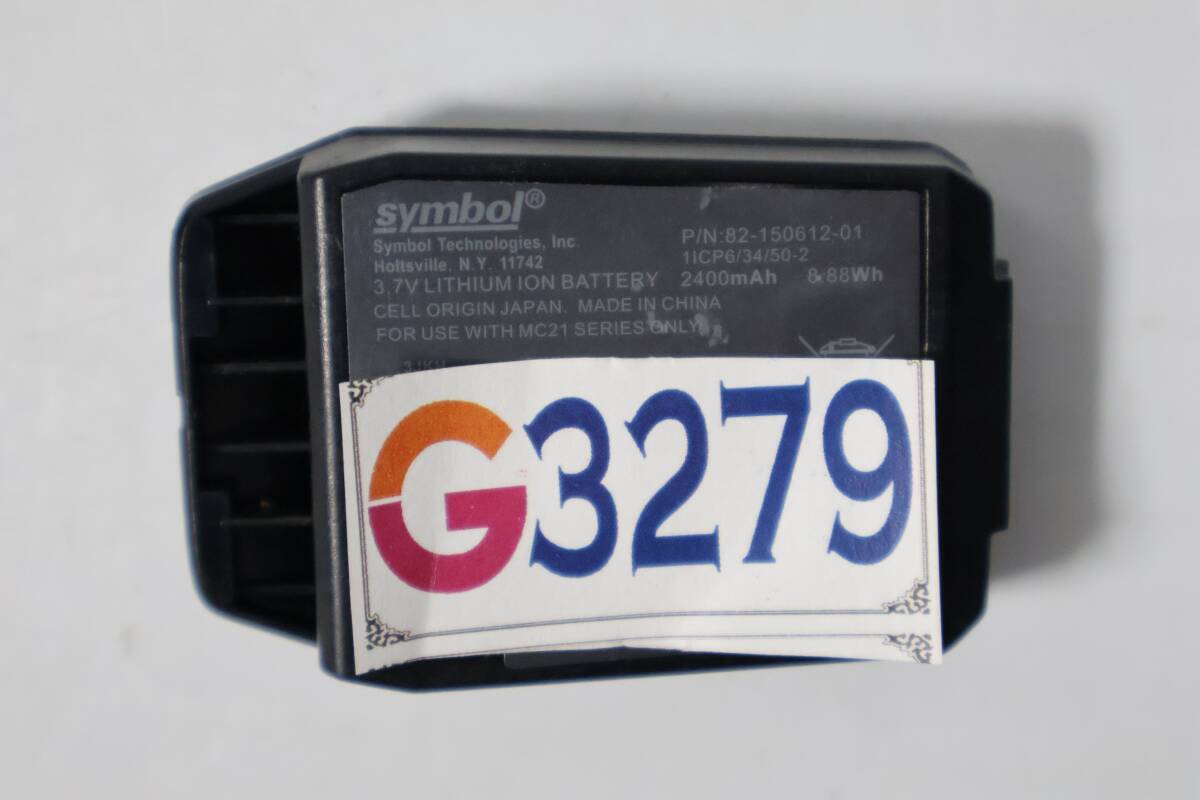 symbol®
Symbol Technologies, Inc.
Holtsville, N.Y. 11742
P/N:82-150612-01
1ICP6/34/50-2
3.7V LITHIUM ION BATTERY 2400mAh 8.88Wh
CELL ORIGIN JAPAN. MADE IN CHINA
FOR USE WITH MC21 SERIES ONLY
G3279